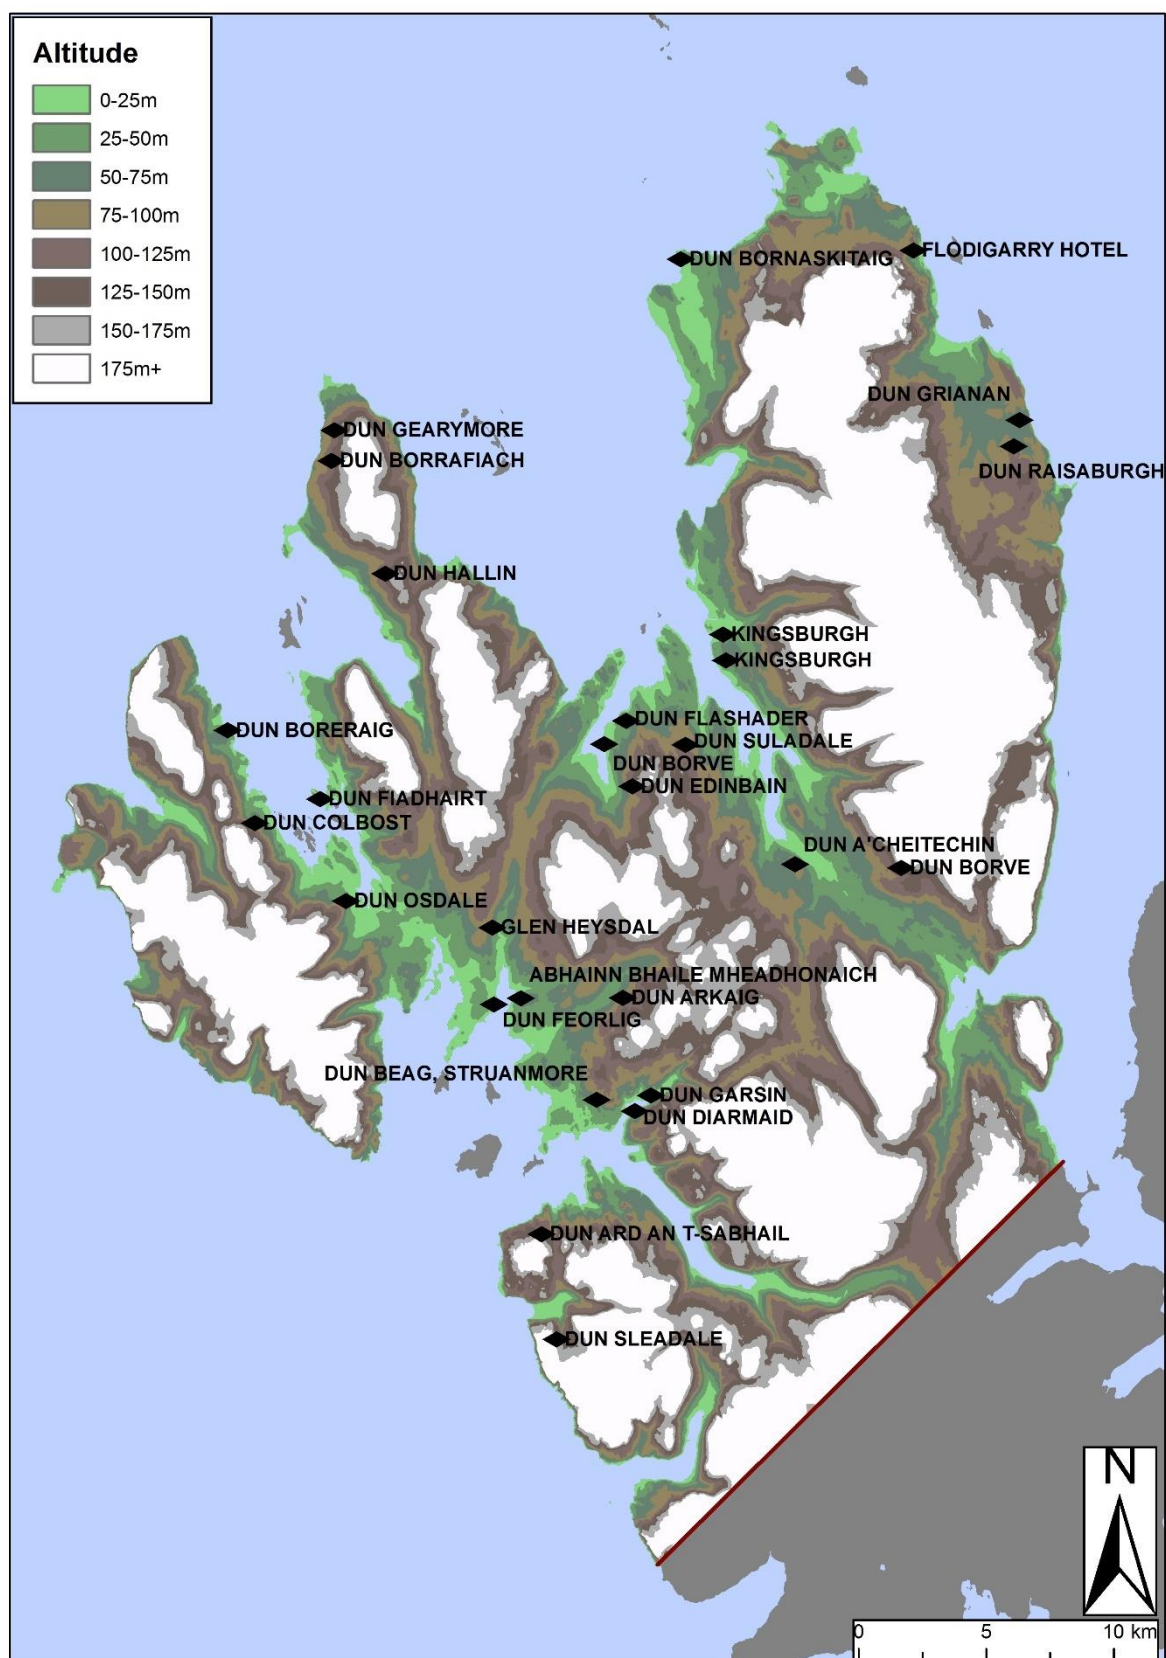 Altitude
0-25m
25-50m
50-75m
75-100m
100-125m
125-150m
150-175m
175m+
DUN BORNASKITAIG
FLODIGARRY HOTEL
DUN GRIANAN
DUN RAISABURGH
DUN GEARYMORE
DUN BORRAFIACH
DUN HALLIN
KINGSBURGH
KINGSBURGH
DUN FLASHADER
DUN BORERAIG
DUN SULADALE
DUN BORVE
DUN EDINBAIN
DUN FIADHAIRT
DUN COLBOST
DUN A'CHEITECHIN
DUN BORVE
DUN OSDALE
GLEN HEYSDAL
ABHAINN BHAILE MHEADHONAICH
DUN ARKAIG
DUN FEORLIG
DUN BEAG, STRUANMORE
DUN GARSIN
DUN DIARMAID
DUN ARD AN T-SABHAIL
DUN SLEADALE
N
0 5 10 km